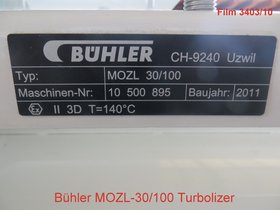 Film 3403/10
BÜHLER CH-9240 Uzwil
Typ: MOZL 30/100
Maschinen-Nr: 10 500 895 Baujahr: 2011
Ex II 3D T=140°C
Bühler MOZL-30/100 Turbolizer